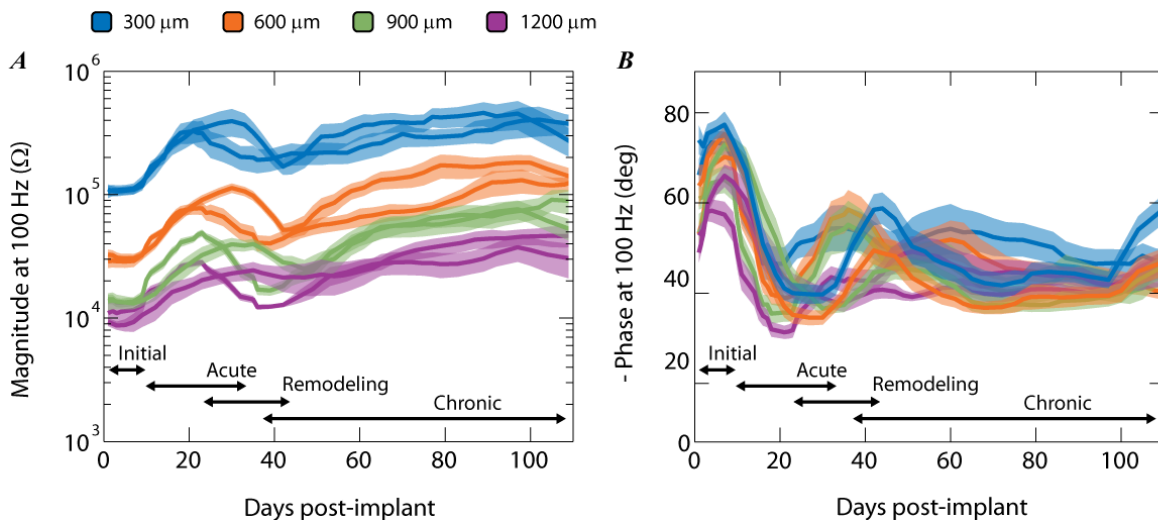 300 μm 600 μm 900 μm 1200 μm
A
Magnitude at 100 Hz (Ω)
10^6
10^5
10^4
10^3
Initial
Acute
Remodeling
Chronic
0 20 40 60 80 100
Days post-implant
B
- Phase at 100 Hz (deg)
80
60
40
20
0
Initial
Acute
Remodeling
Chronic
0 20 40 60 80 100
Days post-implant